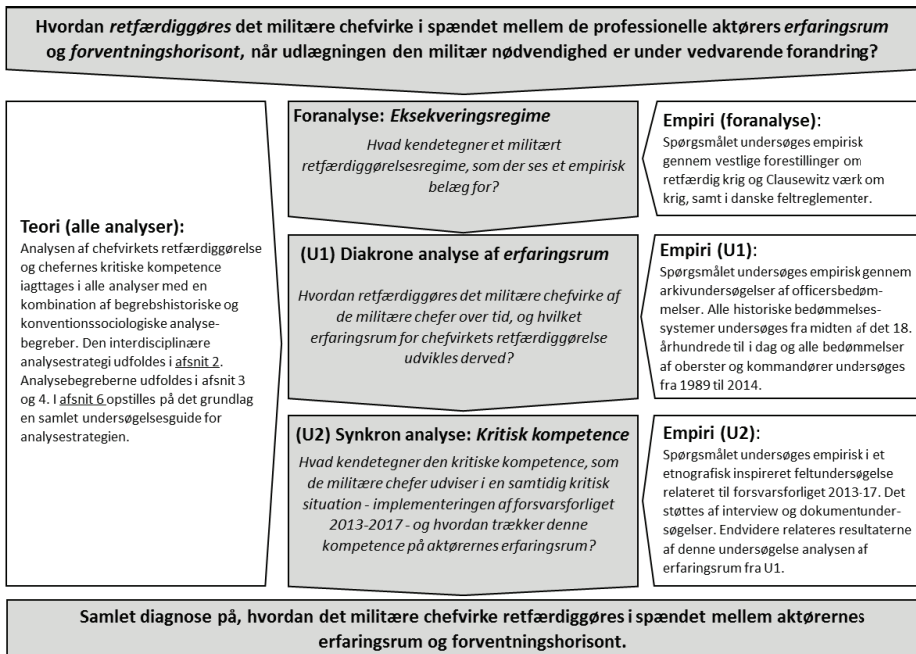 Hvordan retfærdiggøres det militære chefvirke i spændet mellem de professionelle aktørers erfaringsrum
og forventningshorisont, når udlægningen den militær nødvendighed er under vedvarende forandring?
Teori (alle analyser):
Analysen af chefvirkets retfærdiggørelse
og chefernes kritiske kompetence
iagttages i alle analyser med en
kombination af begrebshistoriske og
konventionssociologiske analyse-
begreber. Den interdisciplinære
analysestrategi udfoldes i afsnit 2.
Analysebegreberne udfoldes i afsnit 3
og 4. I afsnit 6 opstilles på det grundlag
en samlet undersøgelsesguide for
analysestrategien.
Foranalyse: Eksekveringsregime
Hvad kendetegner et militært
retfærdiggørelsesregime, som der ses et empirisk
belæg for?
Empiri (foranalyse):
Spørgsmålet undersøges empirisk
gennem vestlige forestillinger om
retfærdig krig og Clausewitz værk om
krig, samt i danske feltreglementer.
(U1) Diakrone analyse af erfaringsrum
Hvordan retfærdiggøres det militære chefvirke af
de militære chefer over tid, og hvilket
erfaringsrum for chefvirkets retfærdiggørelse
udvikles derved?
Empiri (U1):
Spørgsmålet undersøges empirisk gennem
arkivundersøgelser af officersbedøm-
melser. Alle historiske bedømmelses-
systemer undersøges fra midten af det 18.
århundrede til i dag og alle bedømmelser
af oberster og kommandører undersøges
fra 1989 til 2014.
(U2) Synkron analyse: Kritisk kompetence
Hvad kendetegner den kritiske kompetence, som
de militære chefer udviser i en samtidig kritisk
situation - implementeringen af forsvarsforliget
2013-2017 - og hvordan trækker denne
kompetence på aktørernes erfaringsrum?
Empiri (U2):
Spørgsmålet undersøges empirisk i et
etnografisk inspireret feltundersøgelse
relateret til forsvarsforliget 2013-17. Det
støttes af interview og dokumentunder-
søgelser. Endvidere relateres resultaterne
af denne undersøgelse analysen af
erfaringsrum fra U1.
Samlet diagnose på, hvordan det militære chefvirke retfærdiggøres i spændet mellem aktørernes
erfaringsrum og forventningshorisont.